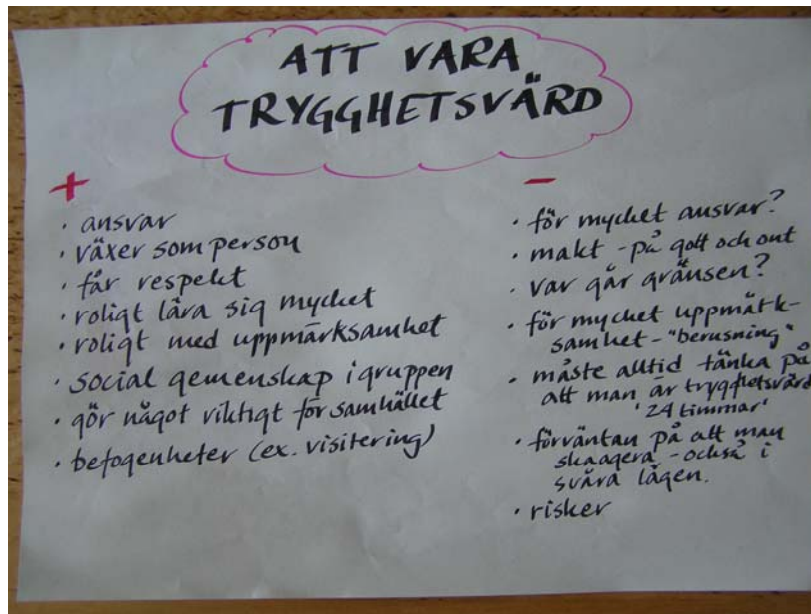 ATT VARA
TRYGGHETSVÄRD
+
· ansvar
· växer som person
· får respekt
· roligt lära sig mycket
· roligt med uppmärksamhet
· social gemenskap i gruppen
· gör något viktigt för samhället
· befogenheter (ex. visitering)
-
· för mycket ansvar?
· makt - på gott och ont
· var går gränsen?
· för mycket uppmärk-
samhet - "berusning"
· måste alltid tänka på
att man är trygghetsvärd
'24 timmar'
· förväntan på att man
ska agera - också i
svåra lägen.
· risker